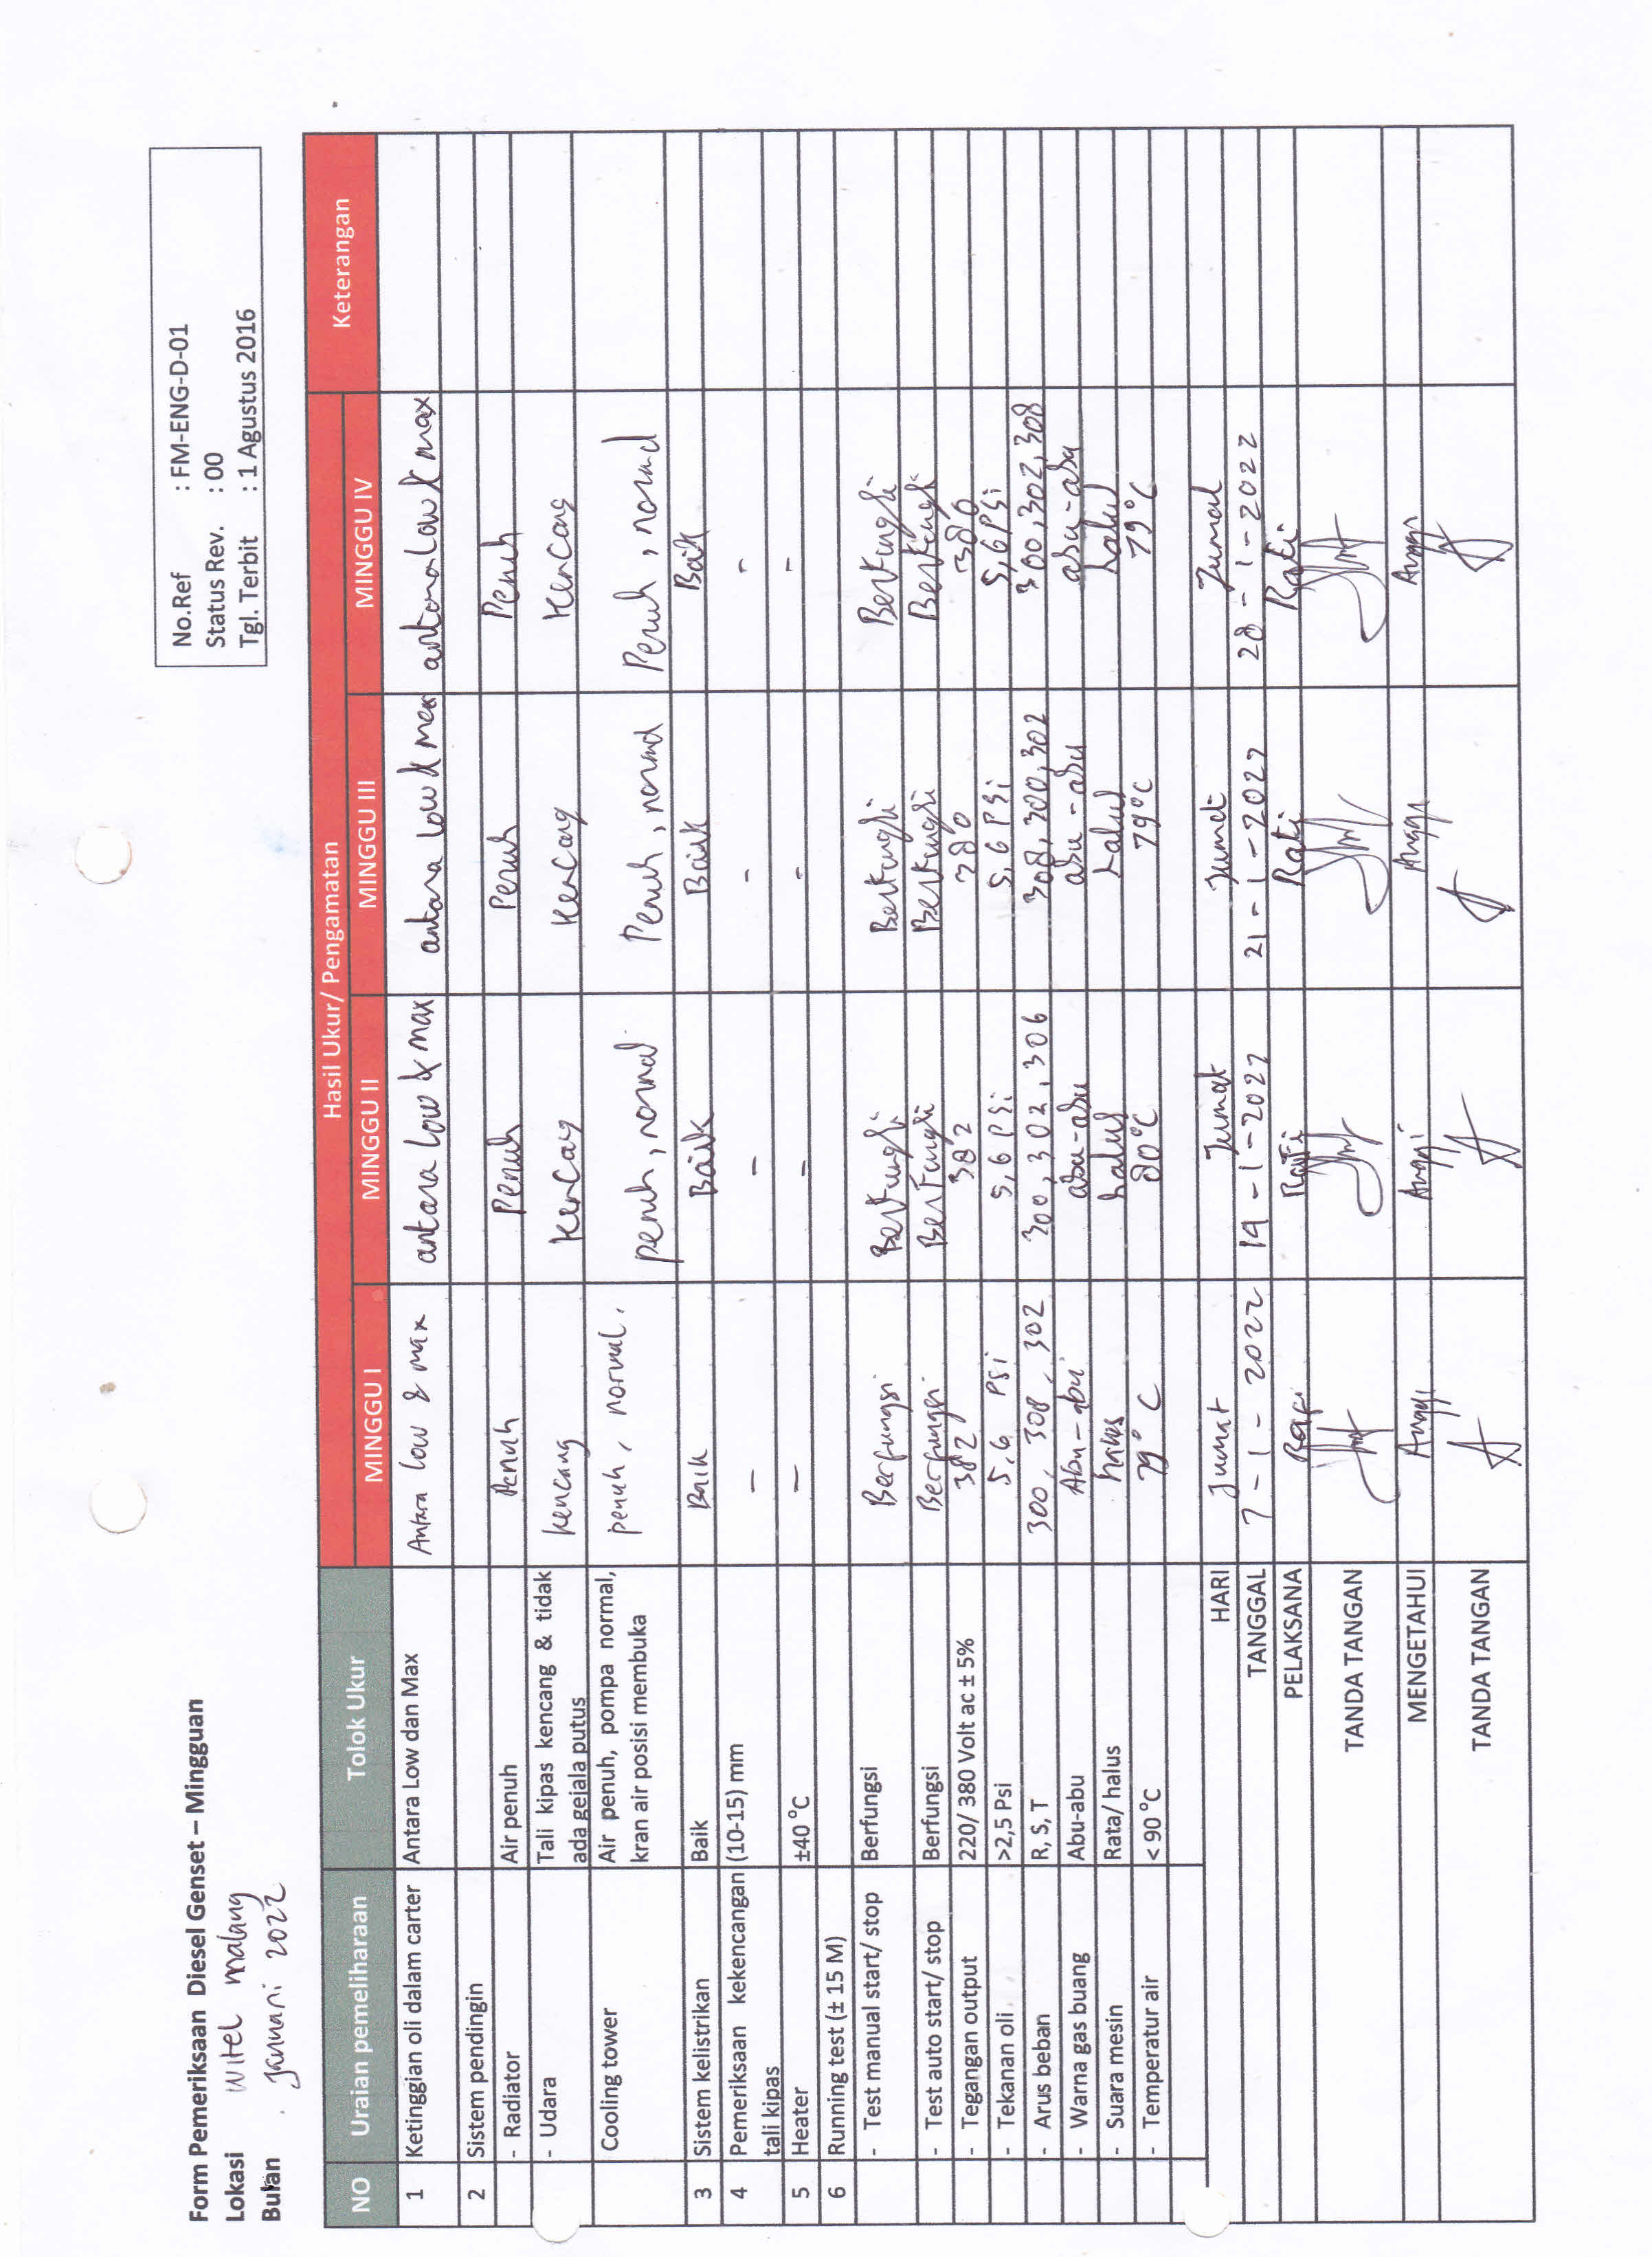 No.Ref : FM-ENG-D-01
Status Rev. : 00
Tgl. Terbit : 1 Agustus 2016
Form Pemeriksaan Diesel Genset – Mingguan
Lokasi Witel malang
Bulan Januari 2022
NO Uraian pemeliharaan Tolok Ukur Hasil Ukur/ Pengamatan Keterangan
MINGGU I MINGGU II MINGGU III MINGGU IV
1 Ketinggian oli dalam carter Antara Low dan Max Antara low & max antara low & max antara low & max antara low & max
2 Sistem pendingin
- Radiator Air penuh Penuh Penuh Penuh Penuh
- Udara Tali kipas kencang & tidak ada gejala putus kencang Kencang Kencang Kencang
Cooling tower Air penuh, pompa normal, kran air posisi membuka penuh, normal. penuh, normal Penuh, normal Penuh, normal
3 Sistem kelistrikan Baik Baik Baik Baik Baik
4 Pemeriksaan kekencangan tali kipas (10-15) mm – – – –
5 Heater ±40 °C – – – –
6 Running test (± 15 M)
- Test manual start/ stop Berfungsi Berfungsi Berfungsi Berfungsi Berfungsi
- Test auto start/ stop Berfungsi Berfungsi Berfungsi Berfungsi Berfungsi
- Tegangan output 220/ 380 Volt ac ± 5% 382 382 380 380
- Tekanan oli >2,5 Psi 5,6 Psi 5,6 PSi 5,6 PSi 5,6 PSi
- Arus beban R, S, T 300, 308, 302 300, 302, 306 308, 300, 302 300, 302, 308
- Warna gas buang Abu-abu Abu-abu abu-abu abu-abu abu-abu
- Suara mesin Rata/ halus halus halus halus halus
- Temperatur air < 90 °C 79°C 80°C 79°C 79°C
HARI Jumat Jumat Jumat Jumat
TANGGAL 7-1-2022 14-1-2022 21-1-2022 28-1-2022
PELAKSANA Rafi Rafi Rafi Rafi
TANDA TANGAN
MENGETAHUI Anggi Anggi Anggi Anggi
TANDA TANGAN